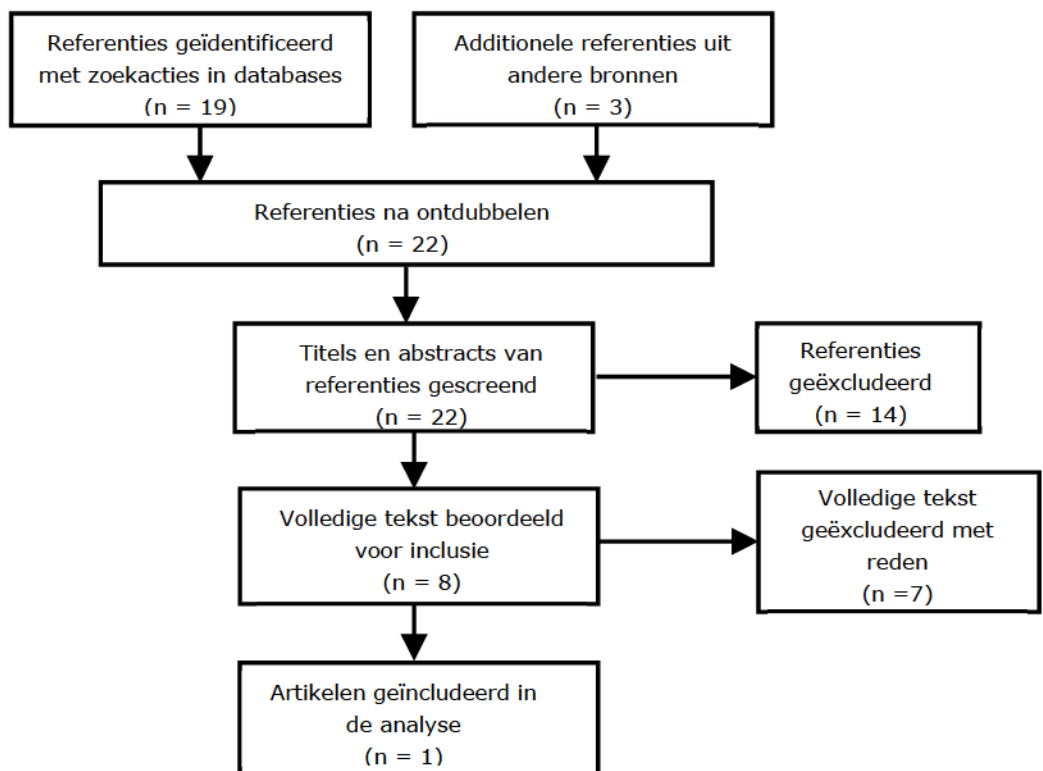 Referenties geïdentificeerd
met zoekacties in databases
(n = 19)
Additionele referenties uit
andere bronnen
(n = 3)
Referenties na ontdubbelen
(n = 22)
Titels en abstracts van
referenties gescreend
(n = 22)
Referenties
geëxcludeerd
(n = 14)
Volledige tekst beoordeeld
voor inclusie
(n = 8)
Volledige tekst
geëxcludeerd met
reden
(n =7)
Artikelen geïncludeerd in
de analyse
(n = 1)